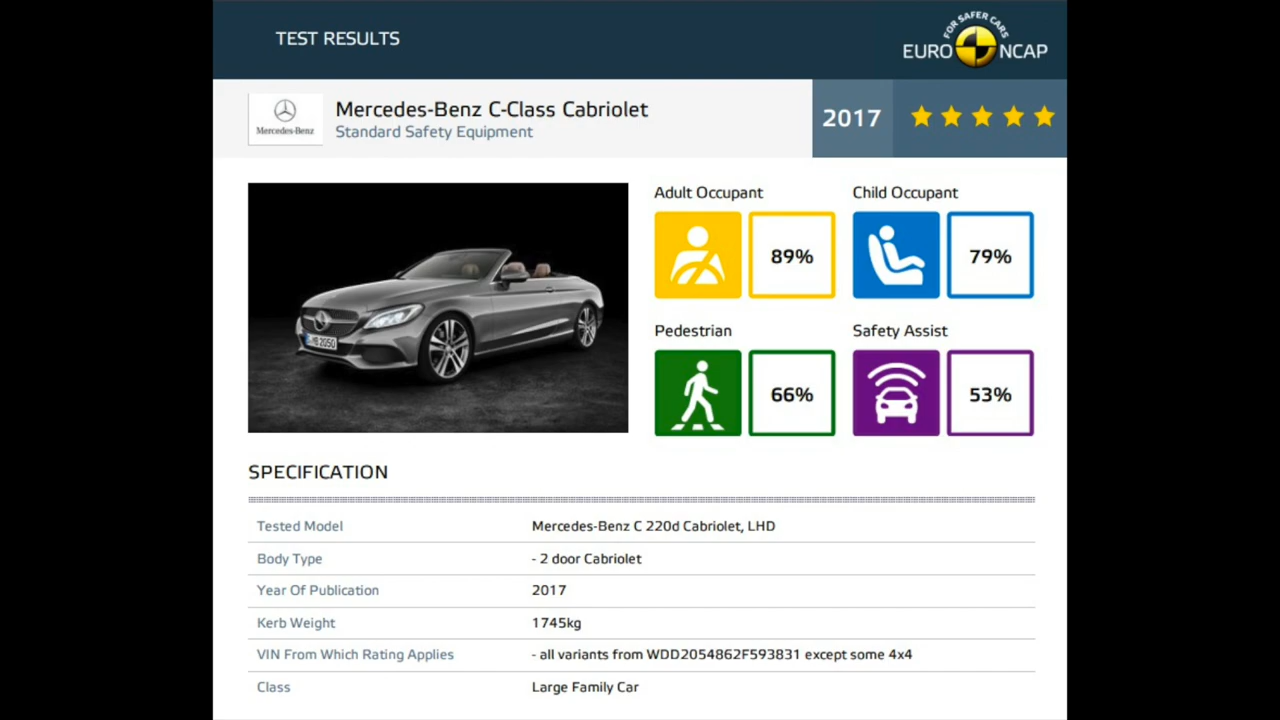 TEST RESULTS
FOR SAFER CARS
EURO NCAP
Mercedes-Benz
Mercedes-Benz C-Class Cabriolet
Standard Safety Equipment
2017
Adult Occupant
Child Occupant
89%
79%
Pedestrian
Safety Assist
66%
53%
SPECIFICATION
Tested Model Mercedes-Benz C 220d Cabriolet, LHD
Body Type - 2 door Cabriolet
Year Of Publication 2017
Kerb Weight 1745kg
VIN From Which Rating Applies - all variants from WDD2054862F593831 except some 4x4
Class Large Family Car